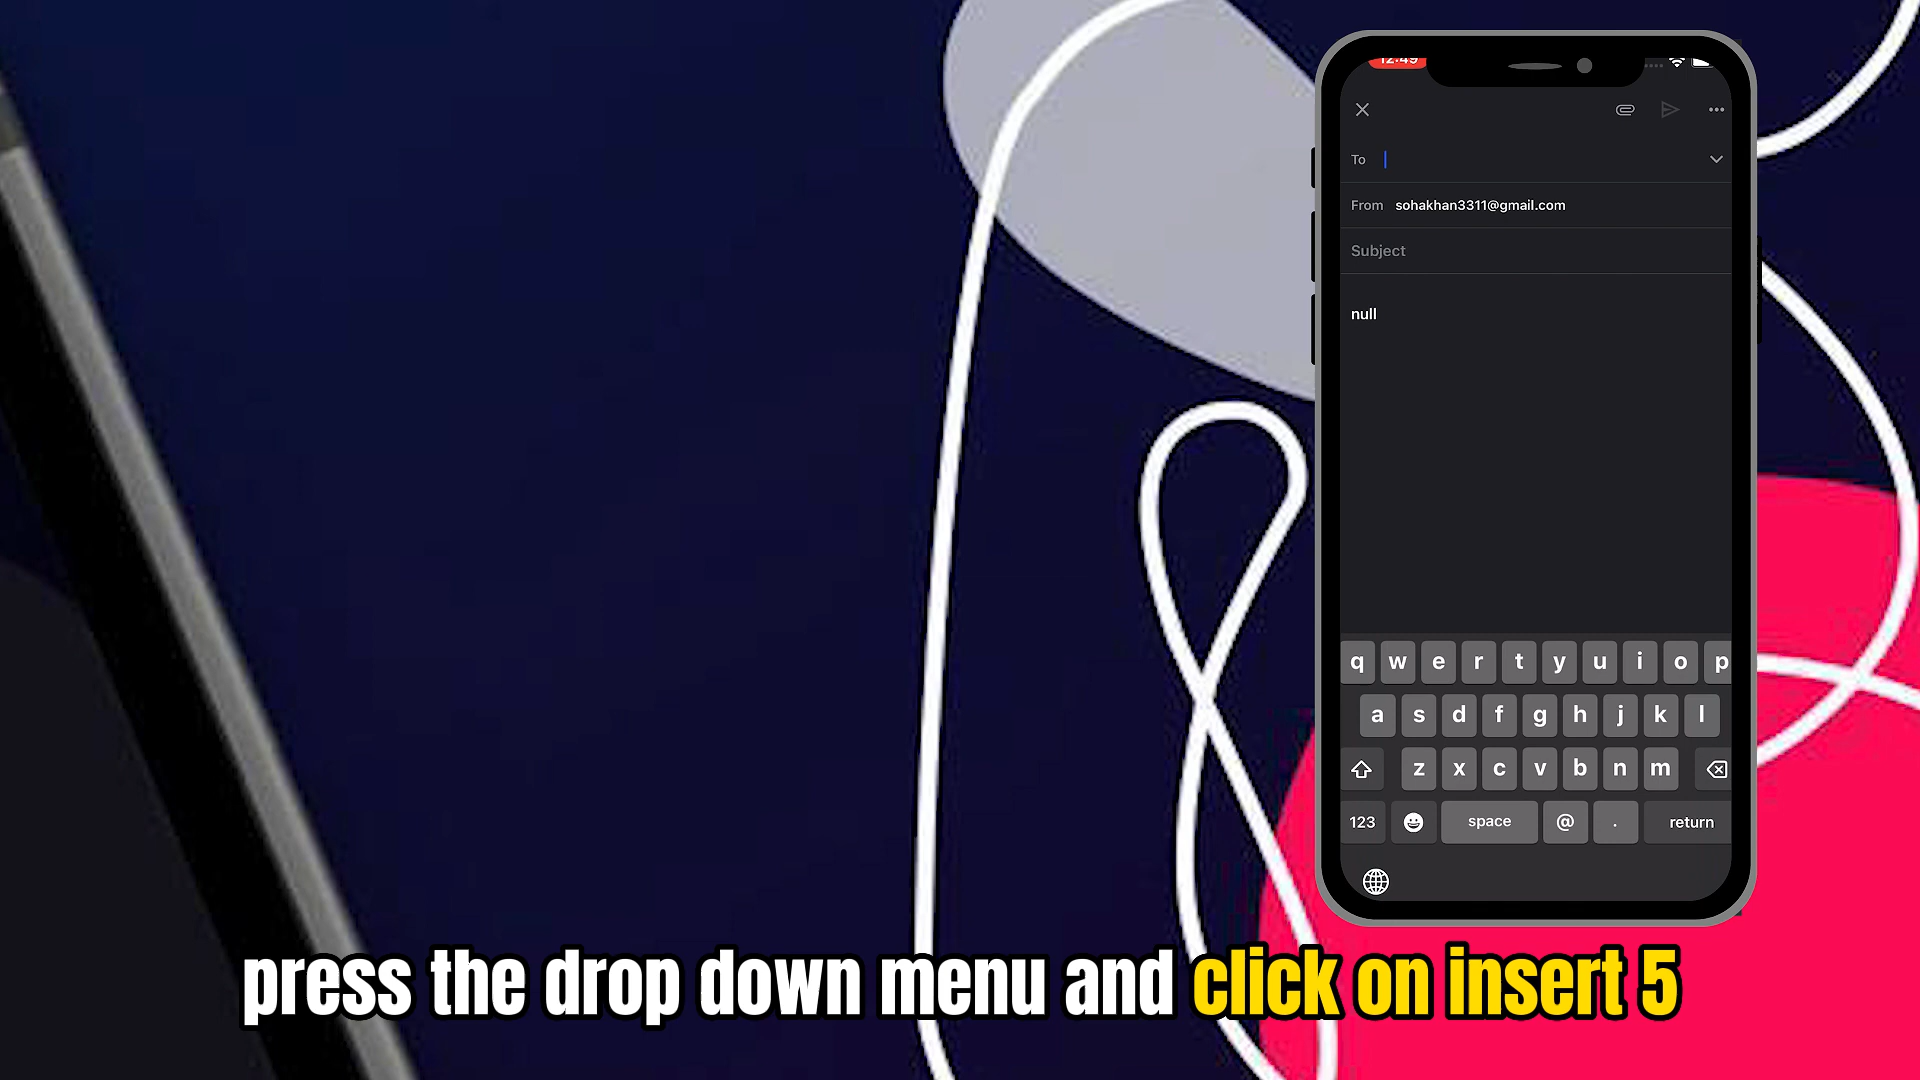 12:49
To
From sohakhan3311@gmail.com
Subject
null
q w e r t y u i o p
a s d f g h j k l
z x c v b n m
123 space @ . return
press the drop down menu and click on insert 5